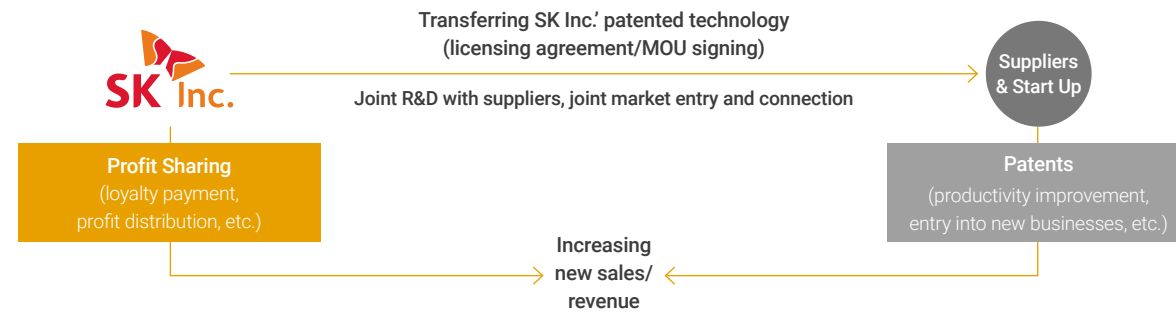 Transferring SK Inc.' patented technology
(licensing agreement/MOU signing)
SK Inc.
Suppliers
& Start Up
Joint R&D with suppliers, joint market entry and connection
Profit Sharing
(loyalty payment,
profit distribution, etc.)
Patents
(productivity improvement,
entry into new businesses, etc.)
Increasing
new sales/
revenue